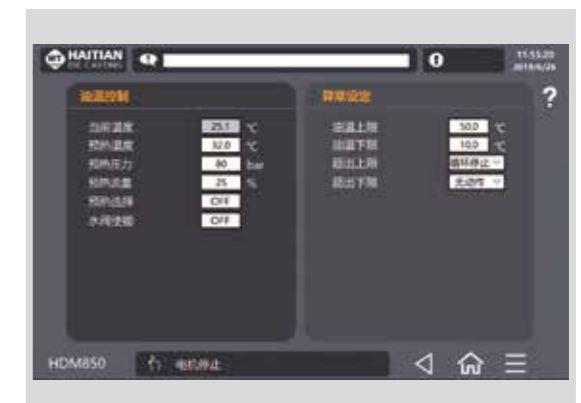 HAITIAN
DIE CASTING
0
15:55:20
2019/6/26
油温控制
当前温度 25.1 ℃
预热温度 32.0 ℃
预热压力 80 bar
预热流量 25 %
预热选择 OFF
水阀使能 OFF
异常设定
油温上限 50.0 ℃
油温下限 10.0 ℃
超出上限 循环停止
超出下限 无动作
?
HDM850
电机停止